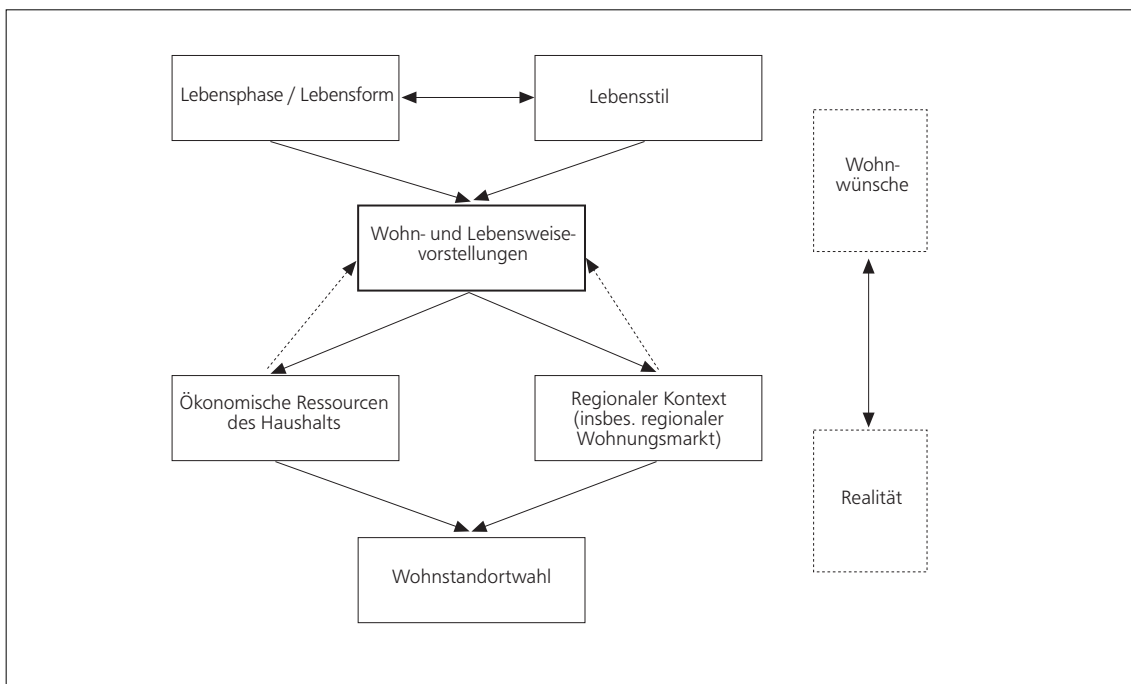 Lebensphase / Lebensform
Lebensstil
Wohn-
wünsche
Wohn- und Lebensweise-
vorstellungen
Ökonomische Ressourcen
des Haushalts
Regionaler Kontext
(insbes. regionaler
Wohnungsmarkt)
Realität
Wohnstandortwahl